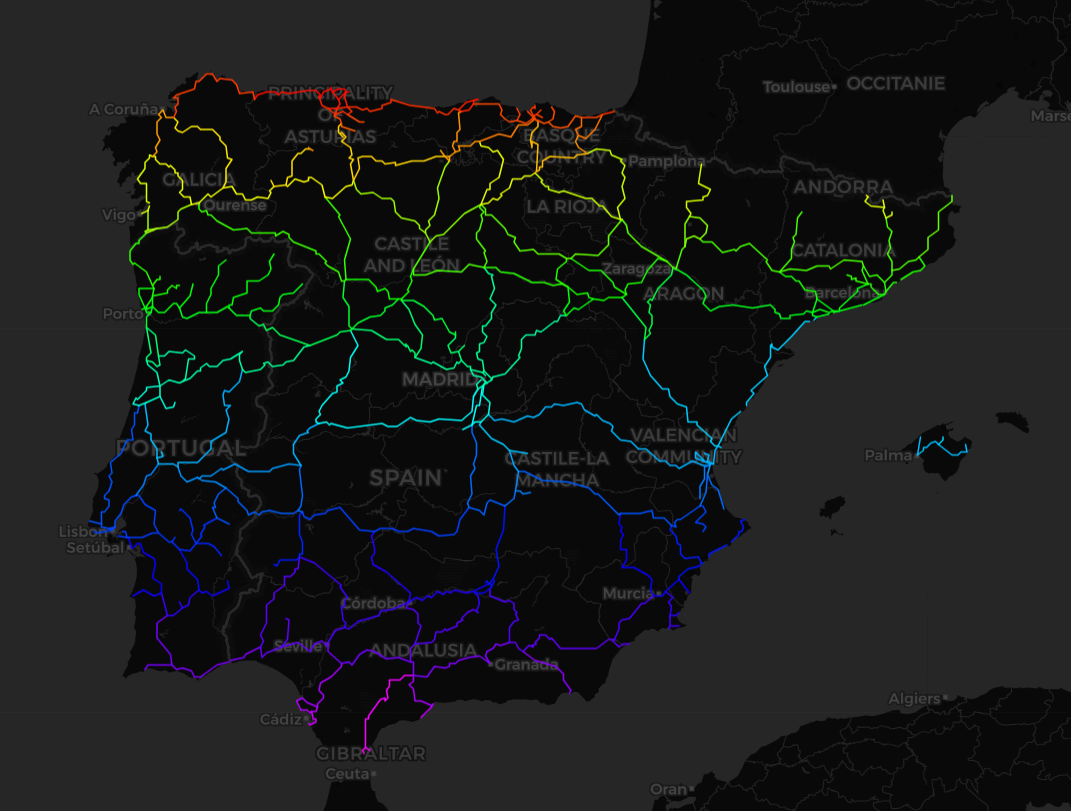 Toulouse
OCCITANIE
A Coruña
PRINCIPALITY
OF
ASTURIAS
Marse
BASQUE
COUNTRY
Pamplona
GALICIA
ANDORRA
Vigo
Ourense
LA RIOJA
CASTILE
AND LEÓN
CATALONIA
Zaragoza
ARAGON
Barcelona
Porto
MADRID
PORTUGAL
SPAIN
CASTILE-LA
MANCHA
VALENCIAN
COMMUNITY
Palma
Lisbon
Setúbal
Córdoba
Murcia
Seville
ANDALUSIA
Granada
Cádiz
GIBRALTAR
Ceuta
Algiers
Oran